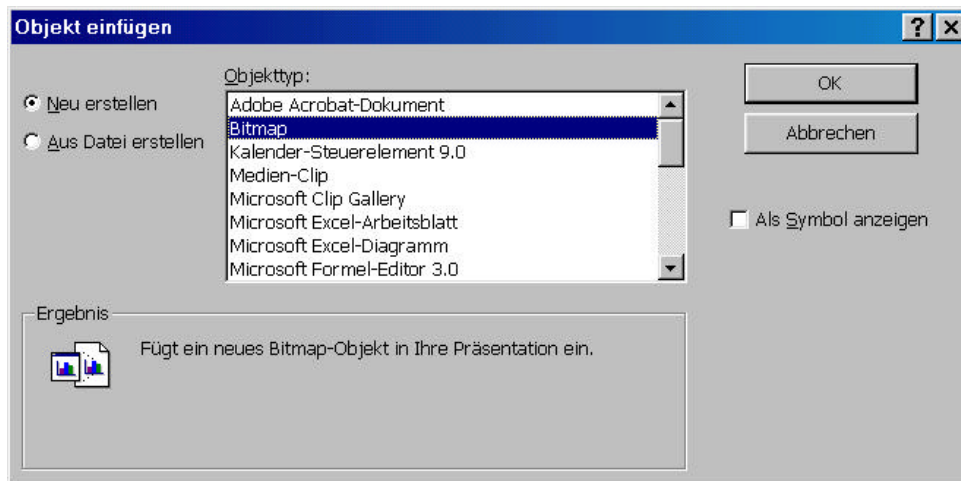 Objekt einfügen
Objekttyp:
Neu erstellen
Aus Datei erstellen
Adobe Acrobat-Dokument
Bitmap
Kalender-Steuerelement 9.0
Medien-Clip
Microsoft Clip Gallery
Microsoft Excel-Arbeitsblatt
Microsoft Excel-Diagramm
Microsoft Formel-Editor 3.0
OK
Abbrechen
Als Symbol anzeigen
Ergebnis
Fügt ein neues Bitmap-Objekt in Ihre Präsentation ein.